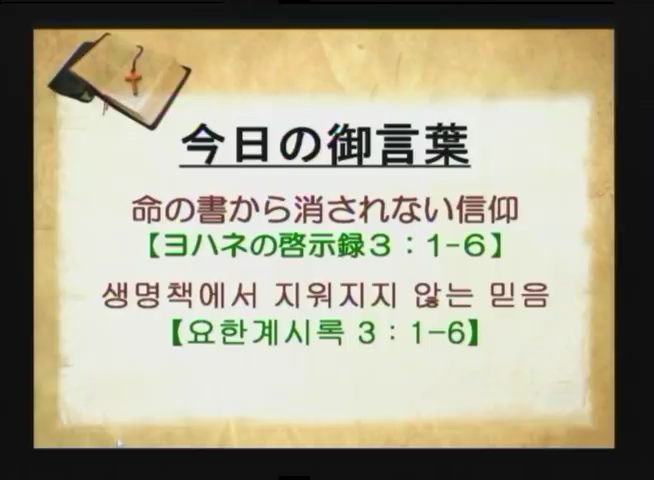 今日の御言葉
命の書から消されない信仰
【ヨハネの啓示録３：１-６】
생명책에서 지워지지 않는 믿음
【요한계시록 3 : 1-6】